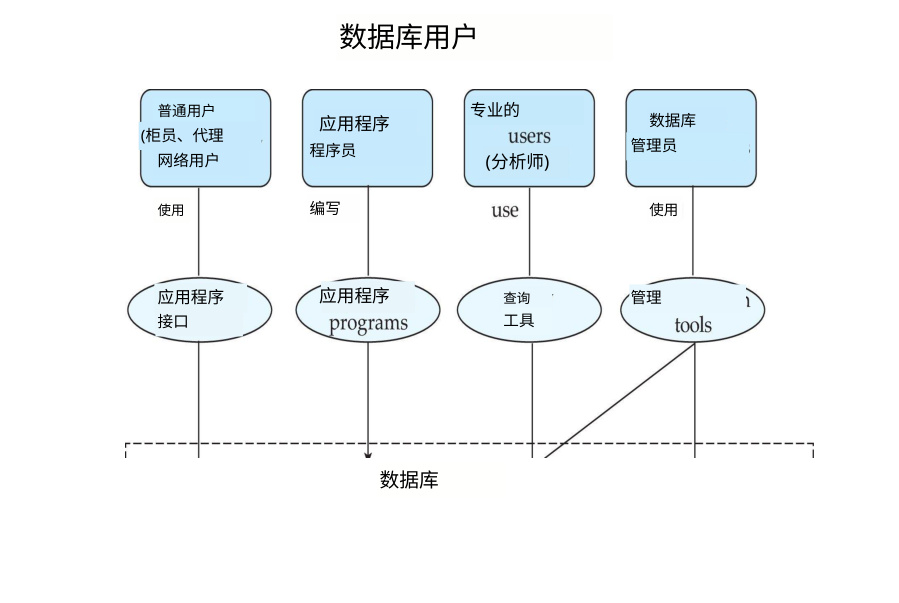 数据库用户
普通用户
(柜员、代理
网络用户
应用程序
程序员
专业的
users
(分析师)
数据库
管理员
使用
编写
use
使用
应用程序
接口
应用程序
programs
查询
工具
管理
tools
数据库